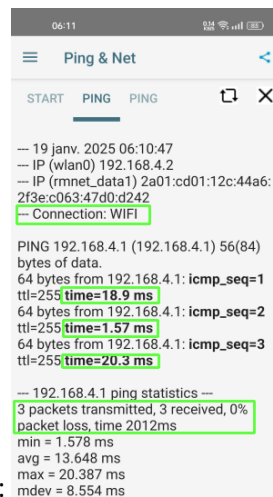 06:11
Ping & Net
START PING PING
--- 19 janv. 2025 06:10:47
--- IP (wlan0) 192.168.4.2
--- IP (rmnet_data1) 2a01:cd01:12c:44a6:
2f3e:c063:47d0:d242
--- Connection: WIFI
PING 192.168.4.1 (192.168.4.1) 56(84)
bytes of data.
64 bytes from 192.168.4.1: icmp_seq=1
ttl=255 time=18.9 ms
64 bytes from 192.168.4.1: icmp_seq=2
ttl=255 time=1.57 ms
64 bytes from 192.168.4.1: icmp_seq=3
ttl=255 time=20.3 ms
--- 192.168.4.1 ping statistics ---
3 packets transmitted, 3 received, 0%
packet loss, time 2012ms
min = 1.578 ms
avg = 13.648 ms
max = 20.387 ms
: mdev = 8.554 ms